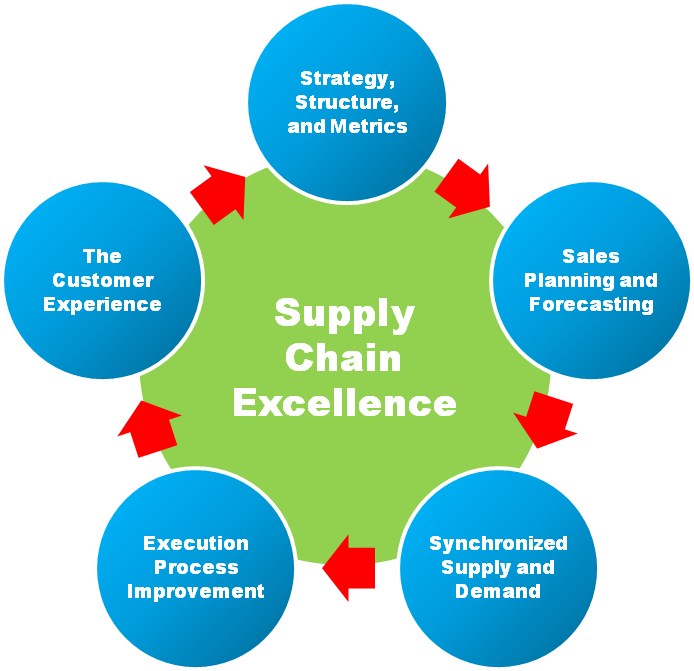 Strategy,
Structure,
and Metrics
Sales
Planning and
Forecasting
Synchronized
Supply and
Demand
Execution
Process
Improvement
The
Customer
Experience
Supply
Chain
Excellence